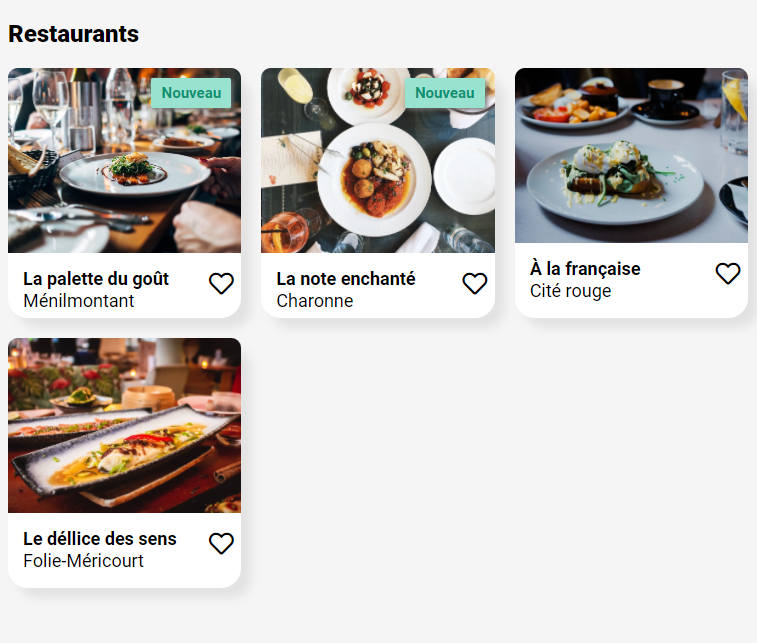 Restaurants
Nouveau
La palette du goût
Ménilmontant
Nouveau
La note enchanté
Charonne
À la française
Cité rouge
Le déllice des sens
Folie-Méricourt